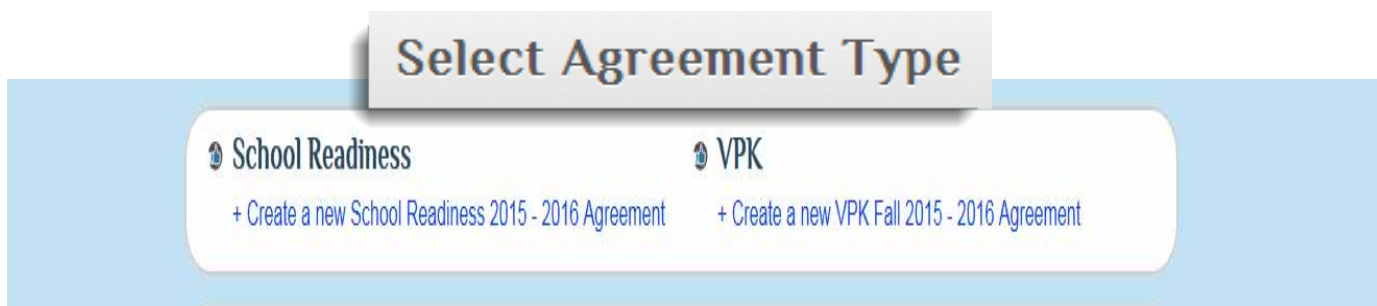 Select Agreement Type
School Readiness
+ Create a new School Readiness 2015 - 2016 Agreement
VPK
+ Create a new VPK Fall 2015 - 2016 Agreement